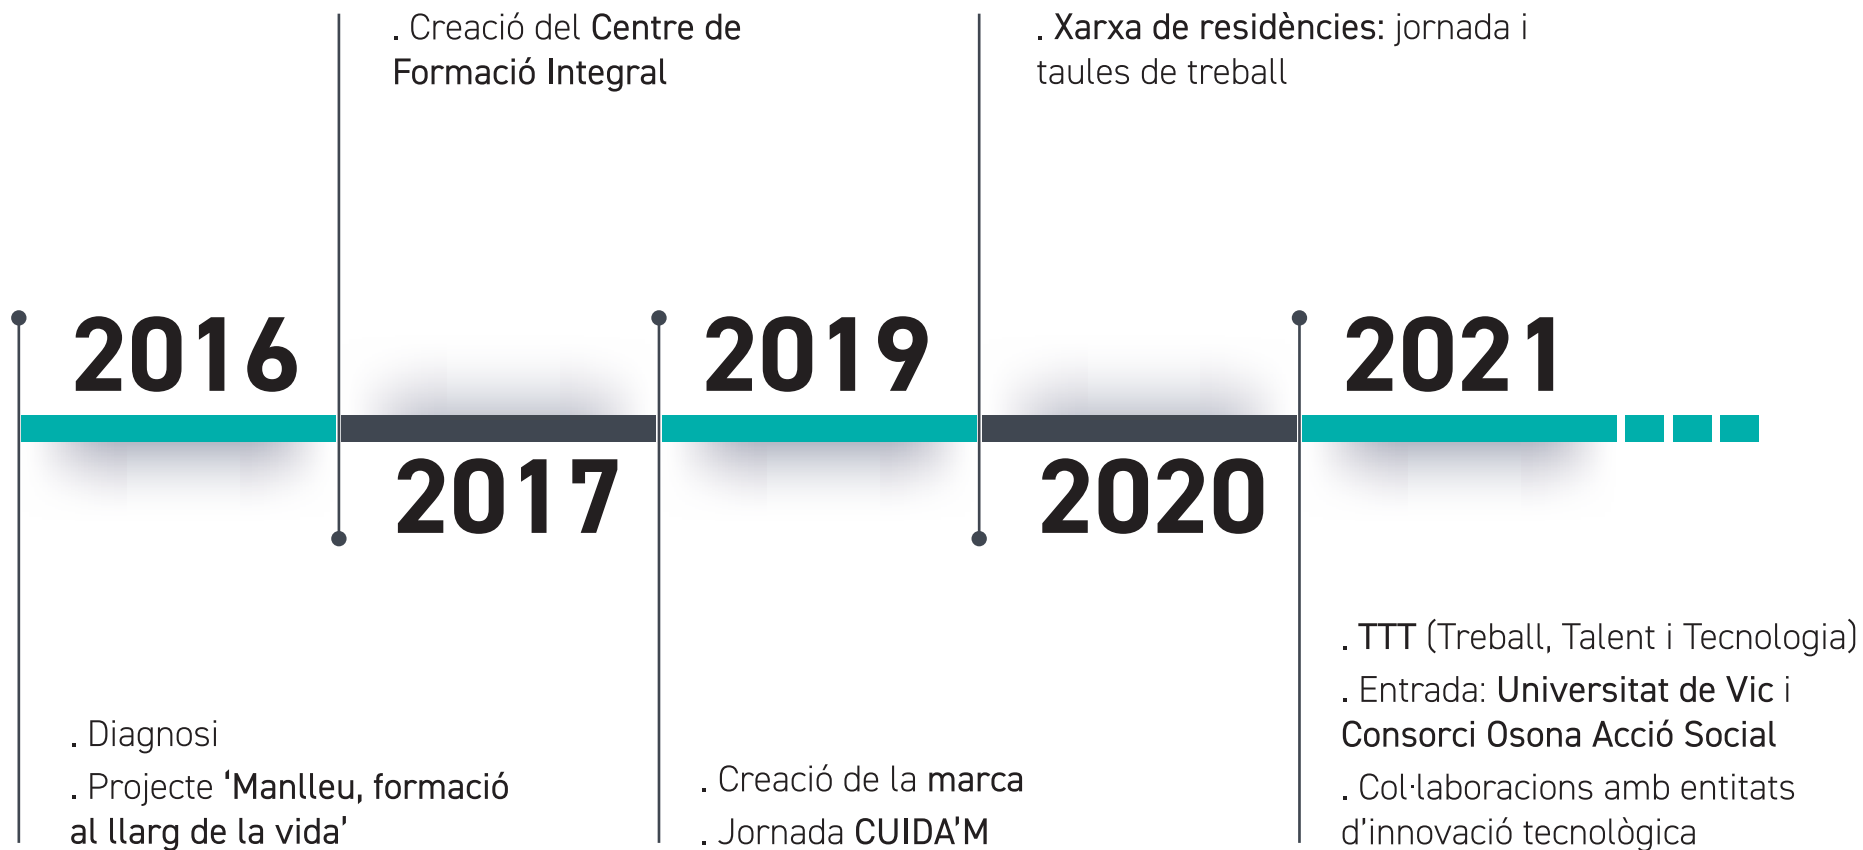 . Creació del Centre de
Formació Integral
. Xarxa de residències: jornada i
taules de treball
2016
2019
2021
2017
2020
. Diagnosi
. Projecte ‘Manlleu, formació
al llarg de la vida’
. Creació de la marca
. Jornada CUIDA’M
. TTT (Treball, Talent i Tecnologia)
. Entrada: Universitat de Vic i
Consorci Osona Acció Social
. Col·laboracions amb entitats
d’innovació tecnològica